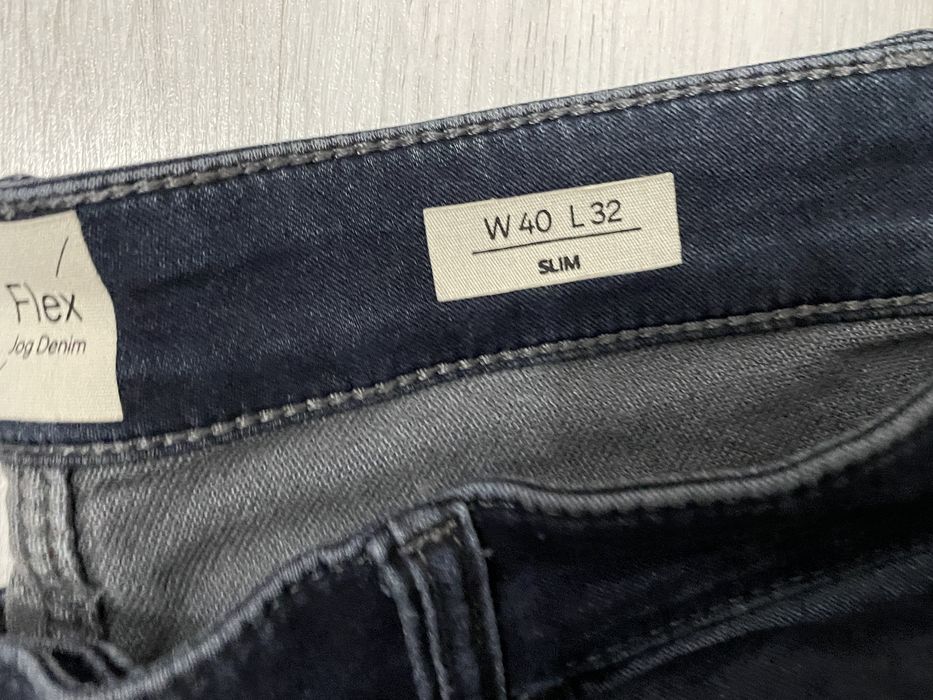 Flex
Jog Denim
W 40 L 32
SLIM